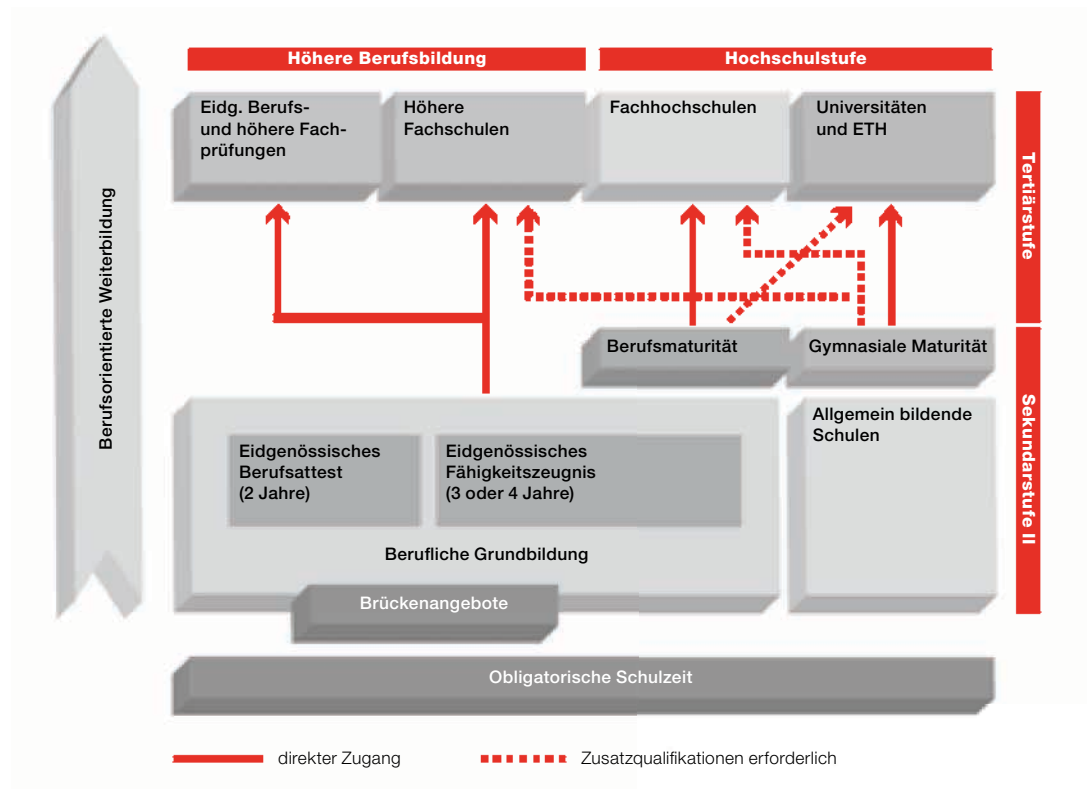 Höhere Berufsbildung
Hochschulstufe
Eidg. Berufs-
und höhere Fach-
prüfungen
Höhere
Fachschulen
Fachhochschulen
Universitäten
und ETH
Tertiärstufe
Berufsorientierte Weiterbildung
Berufsmaturität
Gymnasiale Maturität
Sekundarstufe II
Allgemein bildende
Schulen
Eidgenössisches
Berufsattest
(2 Jahre)
Eidgenössisches
Fähigkeitszeugnis
(3 oder 4 Jahre)
Berufliche Grundbildung
Brückenangebote
Obligatorische Schulzeit
direkter Zugang
Zusatzqualifikationen erforderlich